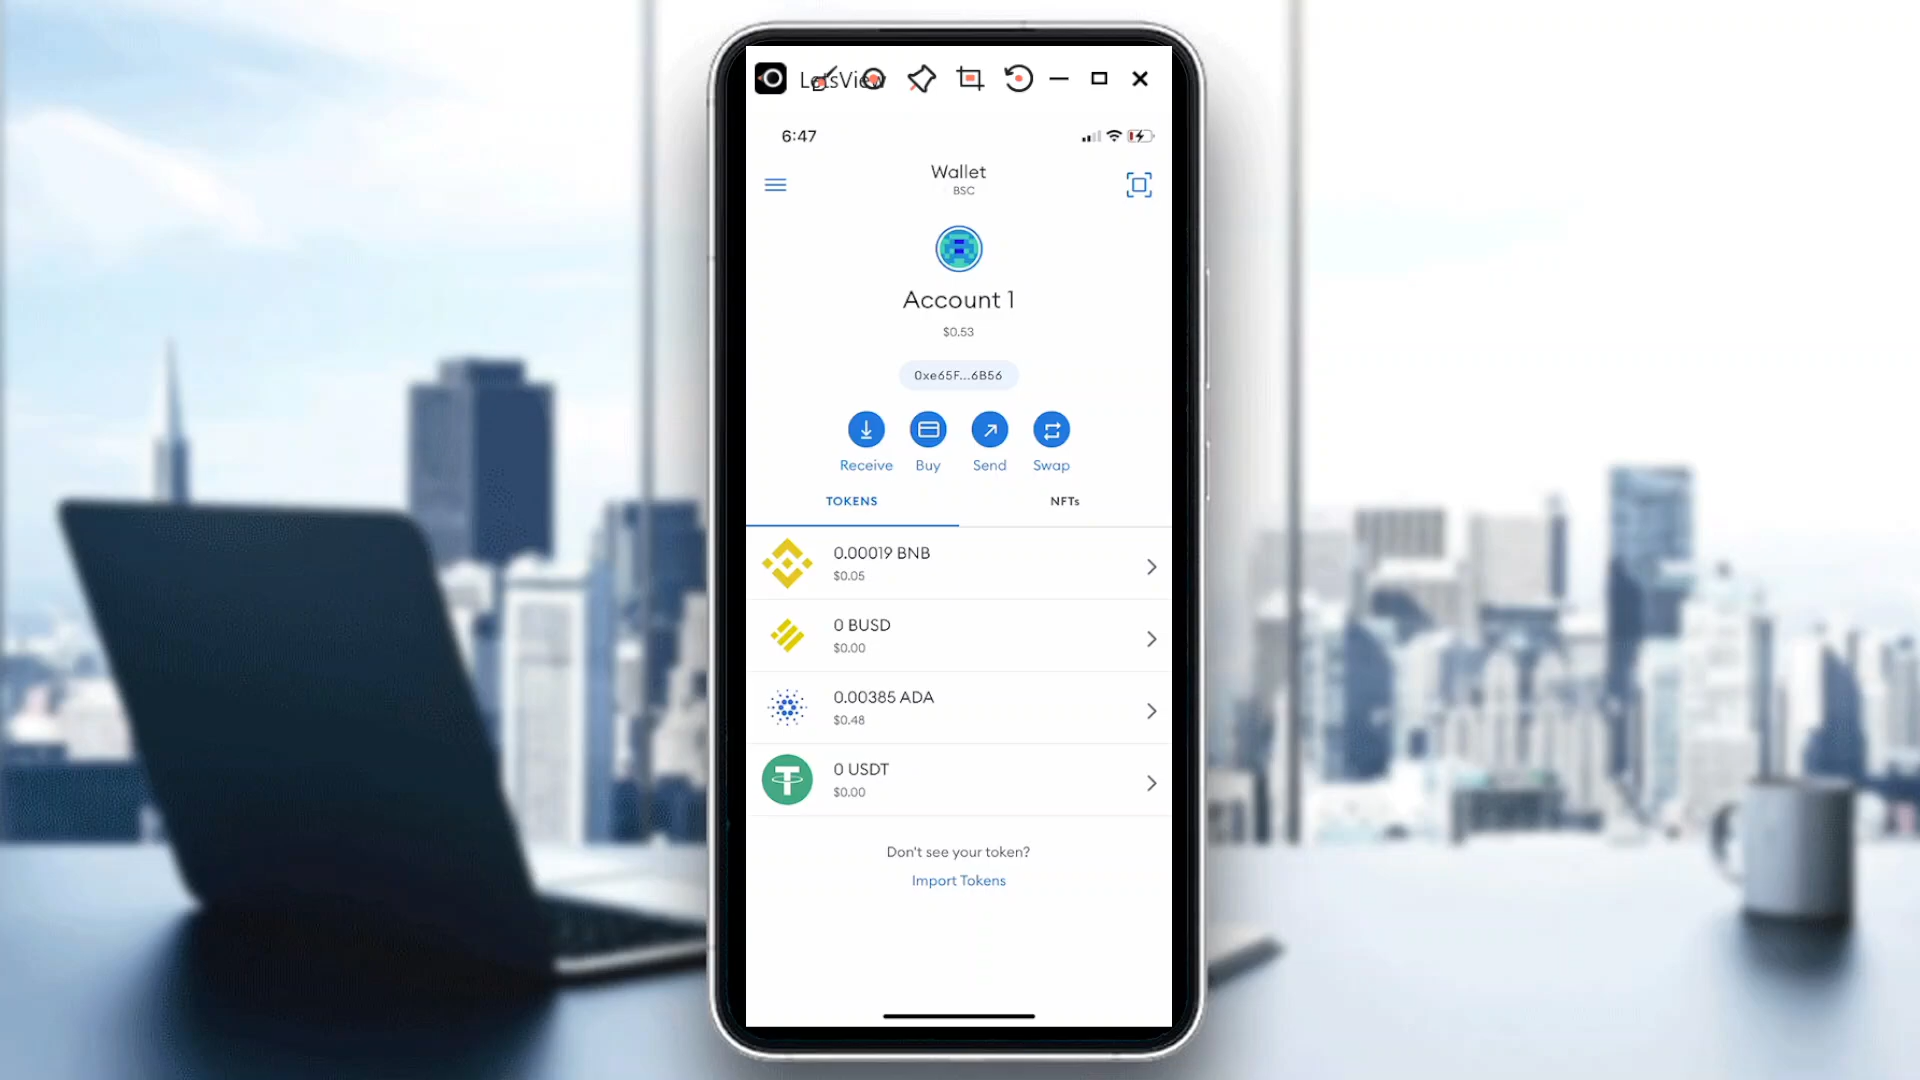 LetsView
6:47
Wallet
BSC
Account 1
$0.53
0xe65F...6B56
Receive Buy Send Swap
TOKENS NFTs
0.00019 BNB
$0.05
0 BUSD
$0.00
0.00385 ADA
$0.48
0 USDT
$0.00
Don't see your token?
Import Tokens